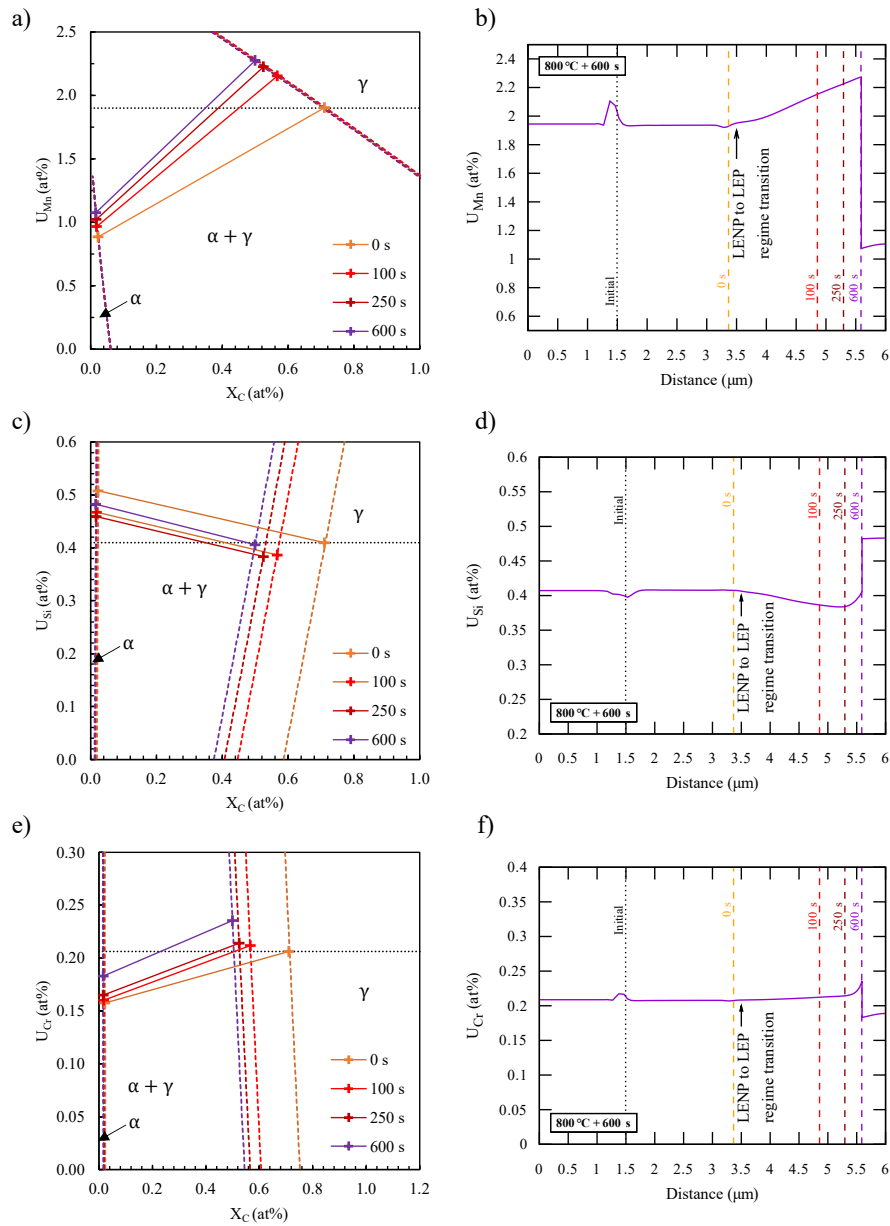 a)
2.5
2.0
1.5
1.0
0.5
0.0
U_Mn (at%)
γ
α + γ
α
0 s
100 s
250 s
600 s
0.0 0.2 0.4 0.6 0.8 1.0
X_C (at%)
b)
2.4
2.2
2
1.8
1.6
1.4
1.2
1
0.8
0.6
U_Mn (at%)
800°C + 600 s
LENP to LEP
regime transition
Initial
0 s
100 s
250 s
600 s
0 0.5 1 1.5 2 2.5 3 3.5 4 4.5 5 5.5 6
Distance (μm)
c)
0.6
0.5
0.4
0.3
0.2
0.1
0.0
U_Si (at%)
γ
α + γ
α
0 s
100 s
250 s
600 s
0.0 0.2 0.4 0.6 0.8 1.0
X_C (at%)
d)
0.6
0.55
0.5
0.45
0.4
0.35
0.3
0.25
0.2
U_Si (at%)
Initial
0 s
100 s
250 s
600 s
LENP to LEP
regime transition
800°C + 600 s
0 0.5 1 1.5 2 2.5 3 3.5 4 4.5 5 5.5 6
Distance (μm)
e)
0.30
0.25
0.20
0.15
0.10
0.05
0.00
U_Cr (at%)
γ
α + γ
α
0 s
100 s
250 s
600 s
0.0 0.2 0.4 0.6 0.8 1.0 1.2
X_C (at%)
f)
0.4
0.35
0.3
0.25
0.2
0.15
0.1
0.05
0
U_Cr (at%)
Initial
0 s
100 s
250 s
600 s
LENP to LEP
regime transition
800°C + 600 s
0 0.5 1 1.5 2 2.5 3 3.5 4 4.5 5 5.5 6
Distance (μm)